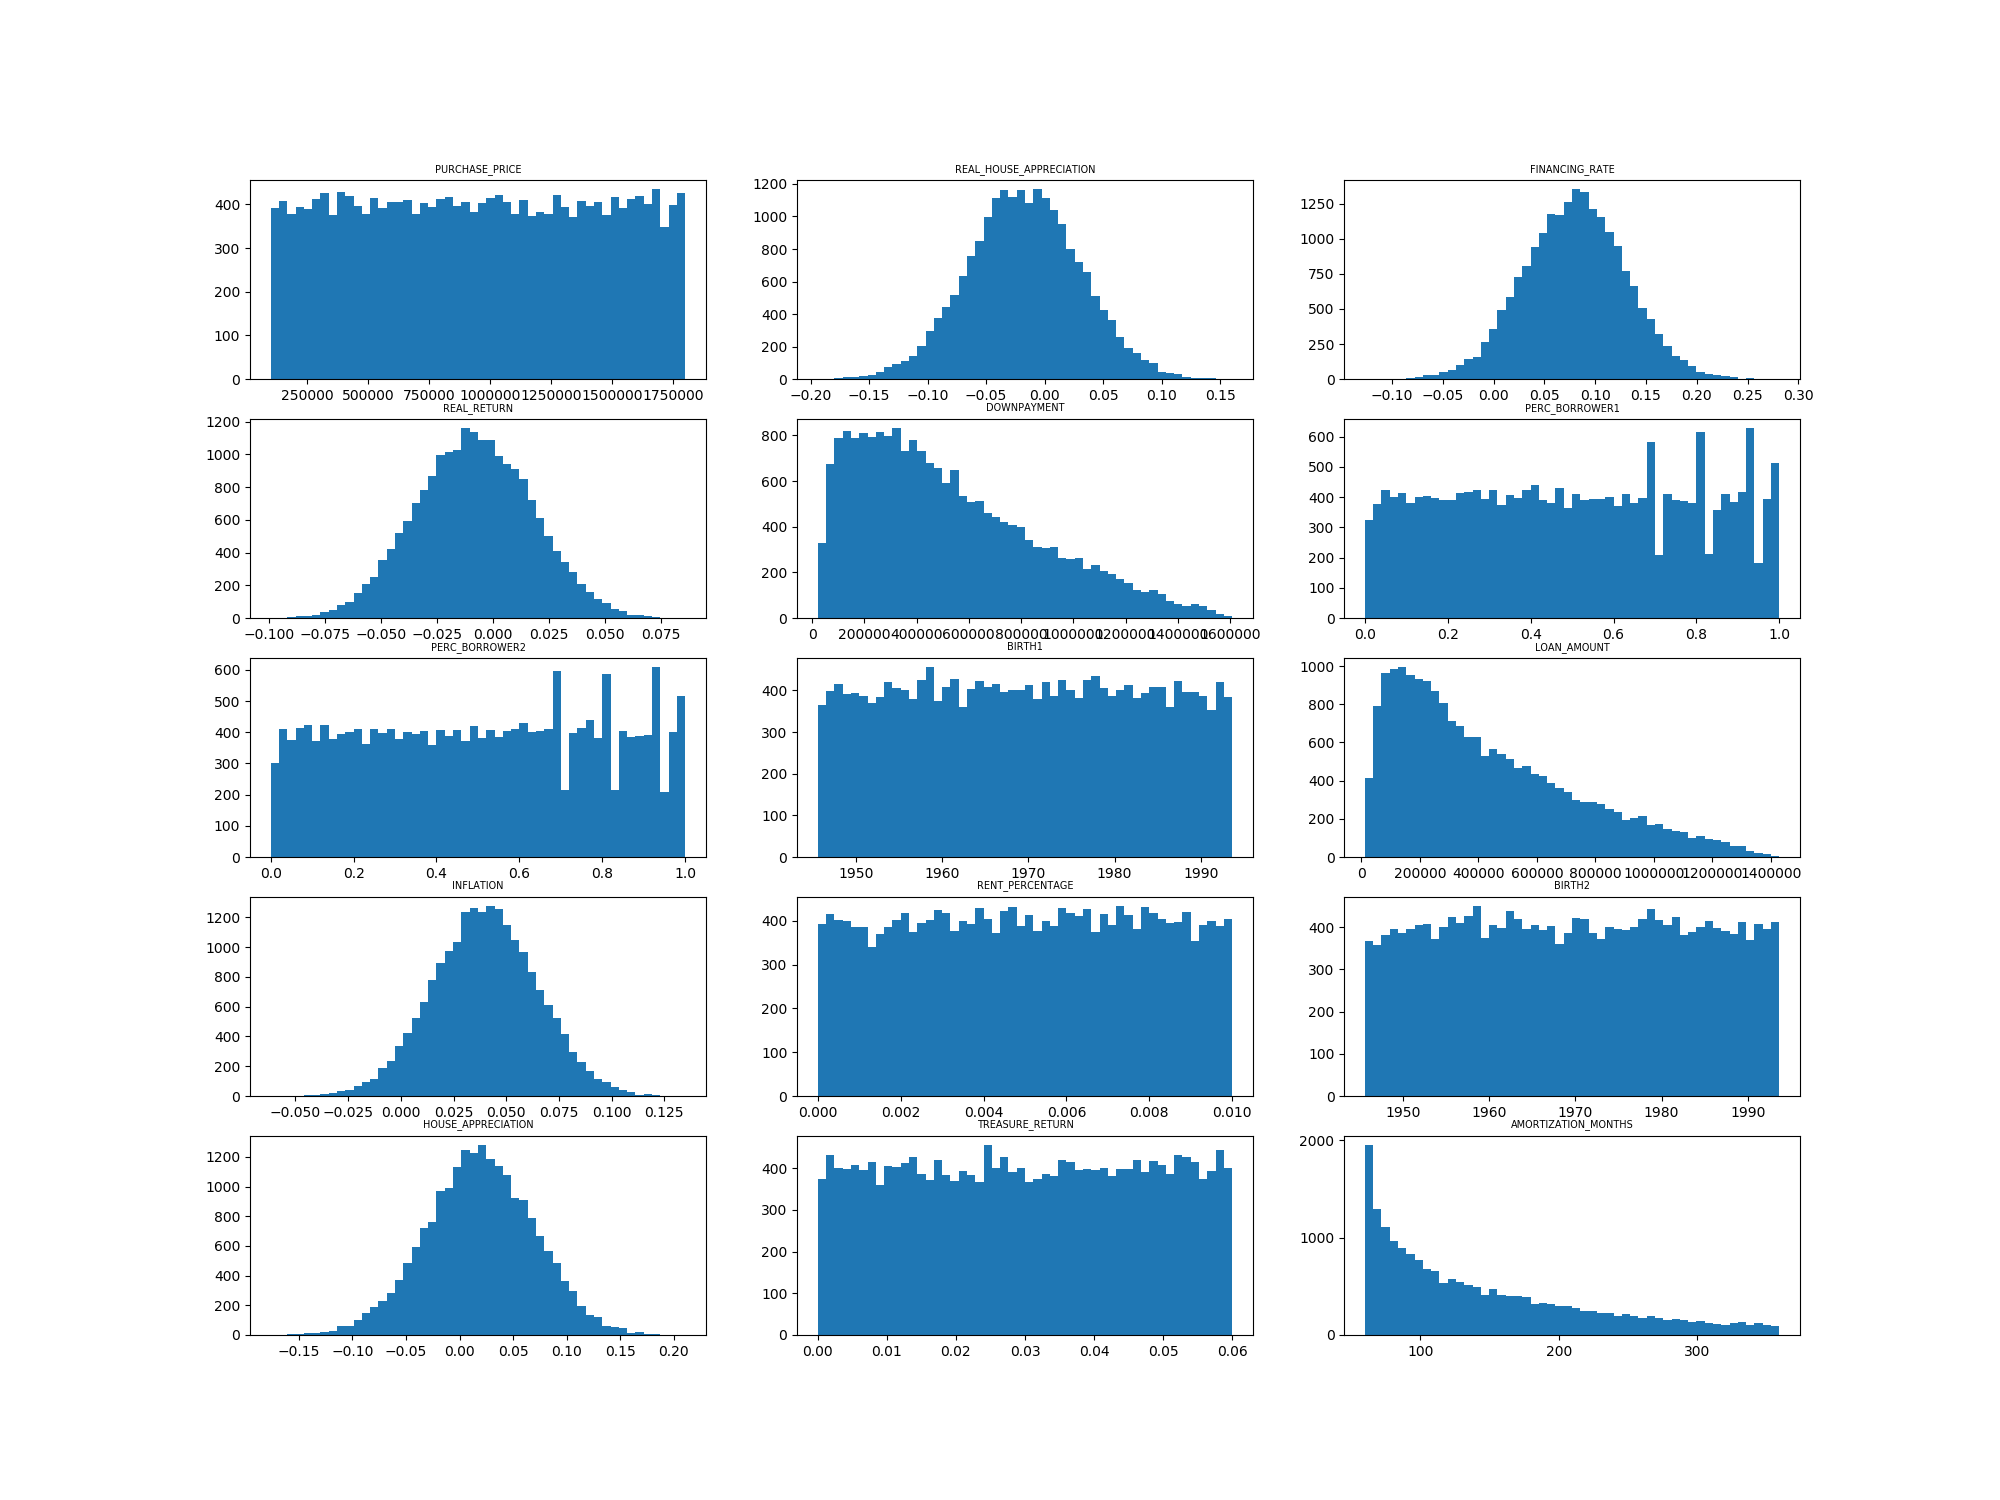 PURCHASE_PRICE
0 100 200 300 400
250000 500000 750000 1000000 1250000 1500000 1750000
REAL_HOUSE_APPRECIATION
0 200 400 600 800 1000 1200
−0.20 −0.15 −0.10 −0.05 0.00 0.05 0.10 0.15
FINANCING_RATE
0 250 500 750 1000 1250
−0.10 −0.05 0.00 0.05 0.10 0.15 0.20 0.25 0.30
REAL_RETURN
0 200 400 600 800 1000 1200
−0.100 −0.075 −0.050 −0.025 0.000 0.025 0.050 0.075
DOWNPAYMENT
0 200 400 600 800
0 200000 400000 600000 800000 1000000 1200000 1400000 1600000
PERC_BORROWER1
0 100 200 300 400 500 600
0.0 0.2 0.4 0.6 0.8 1.0
PERC_BORROWER2
0 100 200 300 400 500 600
0.0 0.2 0.4 0.6 0.8 1.0
BIRTH1
0 100 200 300 400
1950 1960 1970 1980 1990
LOAN_AMOUNT
0 200 400 600 800 1000
0 200000 400000 600000 800000 1000000 1200000 1400000
INFLATION
0 200 400 600 800 1000 1200
−0.050 −0.025 0.000 0.025 0.050 0.075 0.100 0.125
RENT_PERCENTAGE
0 100 200 300 400
0.000 0.002 0.004 0.006 0.008 0.010
BIRTH2
0 100 200 300 400
1950 1960 1970 1980 1990
HOUSE_APPRECIATION
0 200 400 600 800 1000 1200
−0.15 −0.10 −0.05 0.00 0.05 0.10 0.15 0.20
TREASURE_RETURN
0 100 200 300 400
0.00 0.01 0.02 0.03 0.04 0.05 0.06
AMORTIZATION_MONTHS
0 1000 2000
100 200 300